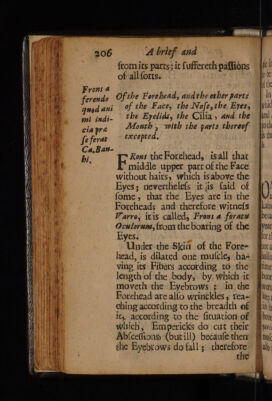 206 A brief and
from its parts; it suffereth passions
of all sorts.
Frons a
ferendo
quod ani
mi indi-
cia præ
se ferat
Ca. Bau-
hi.
Of the Forehead, and the other parts
of the Face, the Nose, the Eyes,
the Eyelids, the Cilia, and the
Mouth, with the parts thereof
excepted.
FRons the Forehead, is all that
middle upper part of the Face
without hairs, which is above the
Eyes; nevertheless it is said of
some, that the Eyes are in the
Forehead; and therefore witness
Varro, it is called, Frons a foratu
Oculorum, from the boaring of the
Eyes.
Under the Skin of the Fore-
head, is dilated one muscle, ha-
ving its Fibers according to the
length of the body, by which it
moveth the Eyebrows: in the
Forehead are also wrinckles; rea-
ching according to the breadth of
it, according to the situation of
which, Empericks do cut their
Abscessions (but ill) because then
the Eyebrows do fall; therefore
the